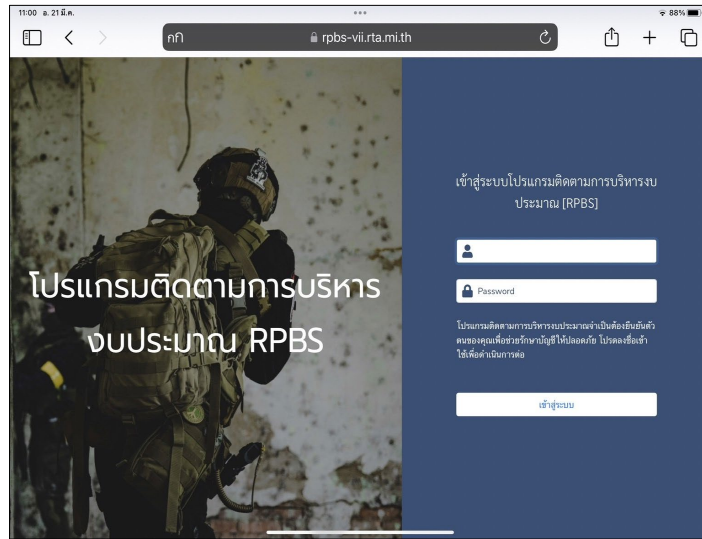 11:00 อ. 21 มี.ค.
88%
กกิ
rpbs-vii.rta.mi.th
โปรแกรมติดตามการบริหาร
งบประมาณ RPBS
เข้าสู่ระบบโปรแกรมติดตามการบริหารงบ
ประมาณ [RPBS]
Password
โปรแกรมติดตามการบริหารงบประมาณจำเป็นต้องยืนยันตัว
ตนของคุณเพื่อช่วยรักษาบัญชีให้ปลอดภัย โปรดลงชื่อเข้า
ใช้เพื่อดำเนินการต่อ
เข้าสู่ระบบ